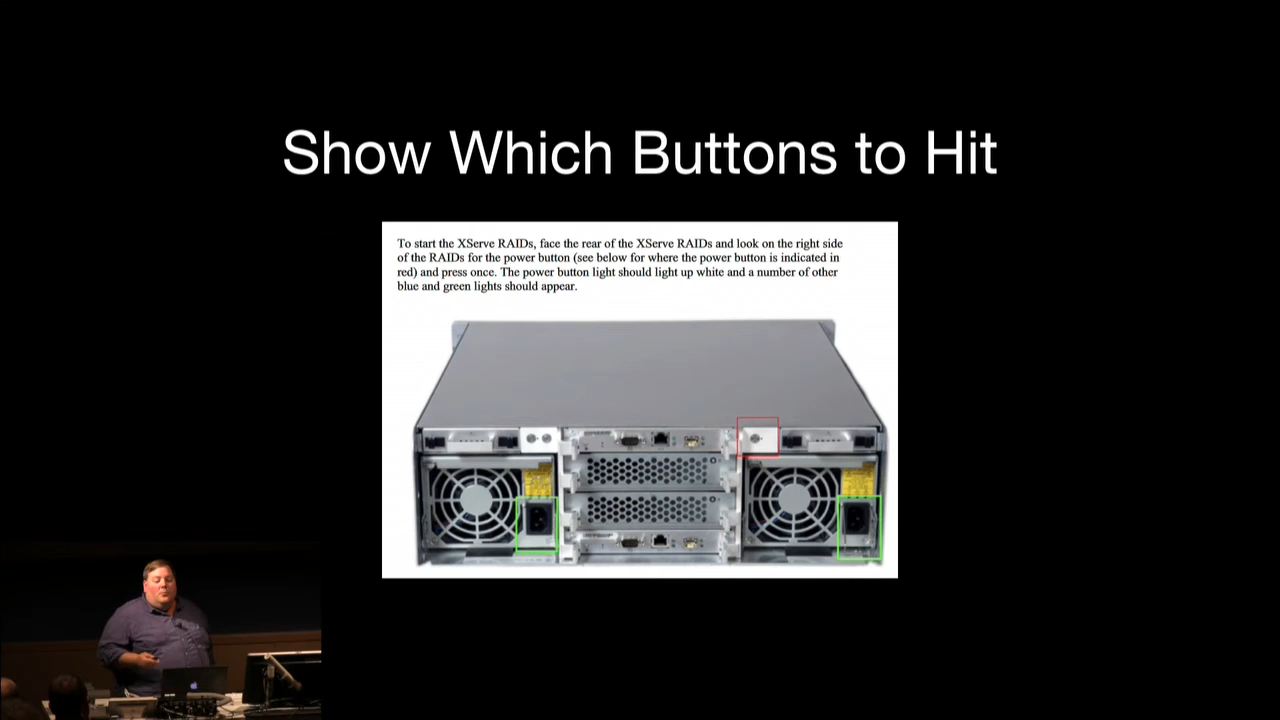 Show Which Buttons to Hit
To start the XServe RAIDs, face the rear of the XServe RAIDs and look on the right side
of the RAIDs for the power button (see below for where the power button is indicated in
red) and press once. The power button light should light up white and a number of other
blue and green lights should appear.